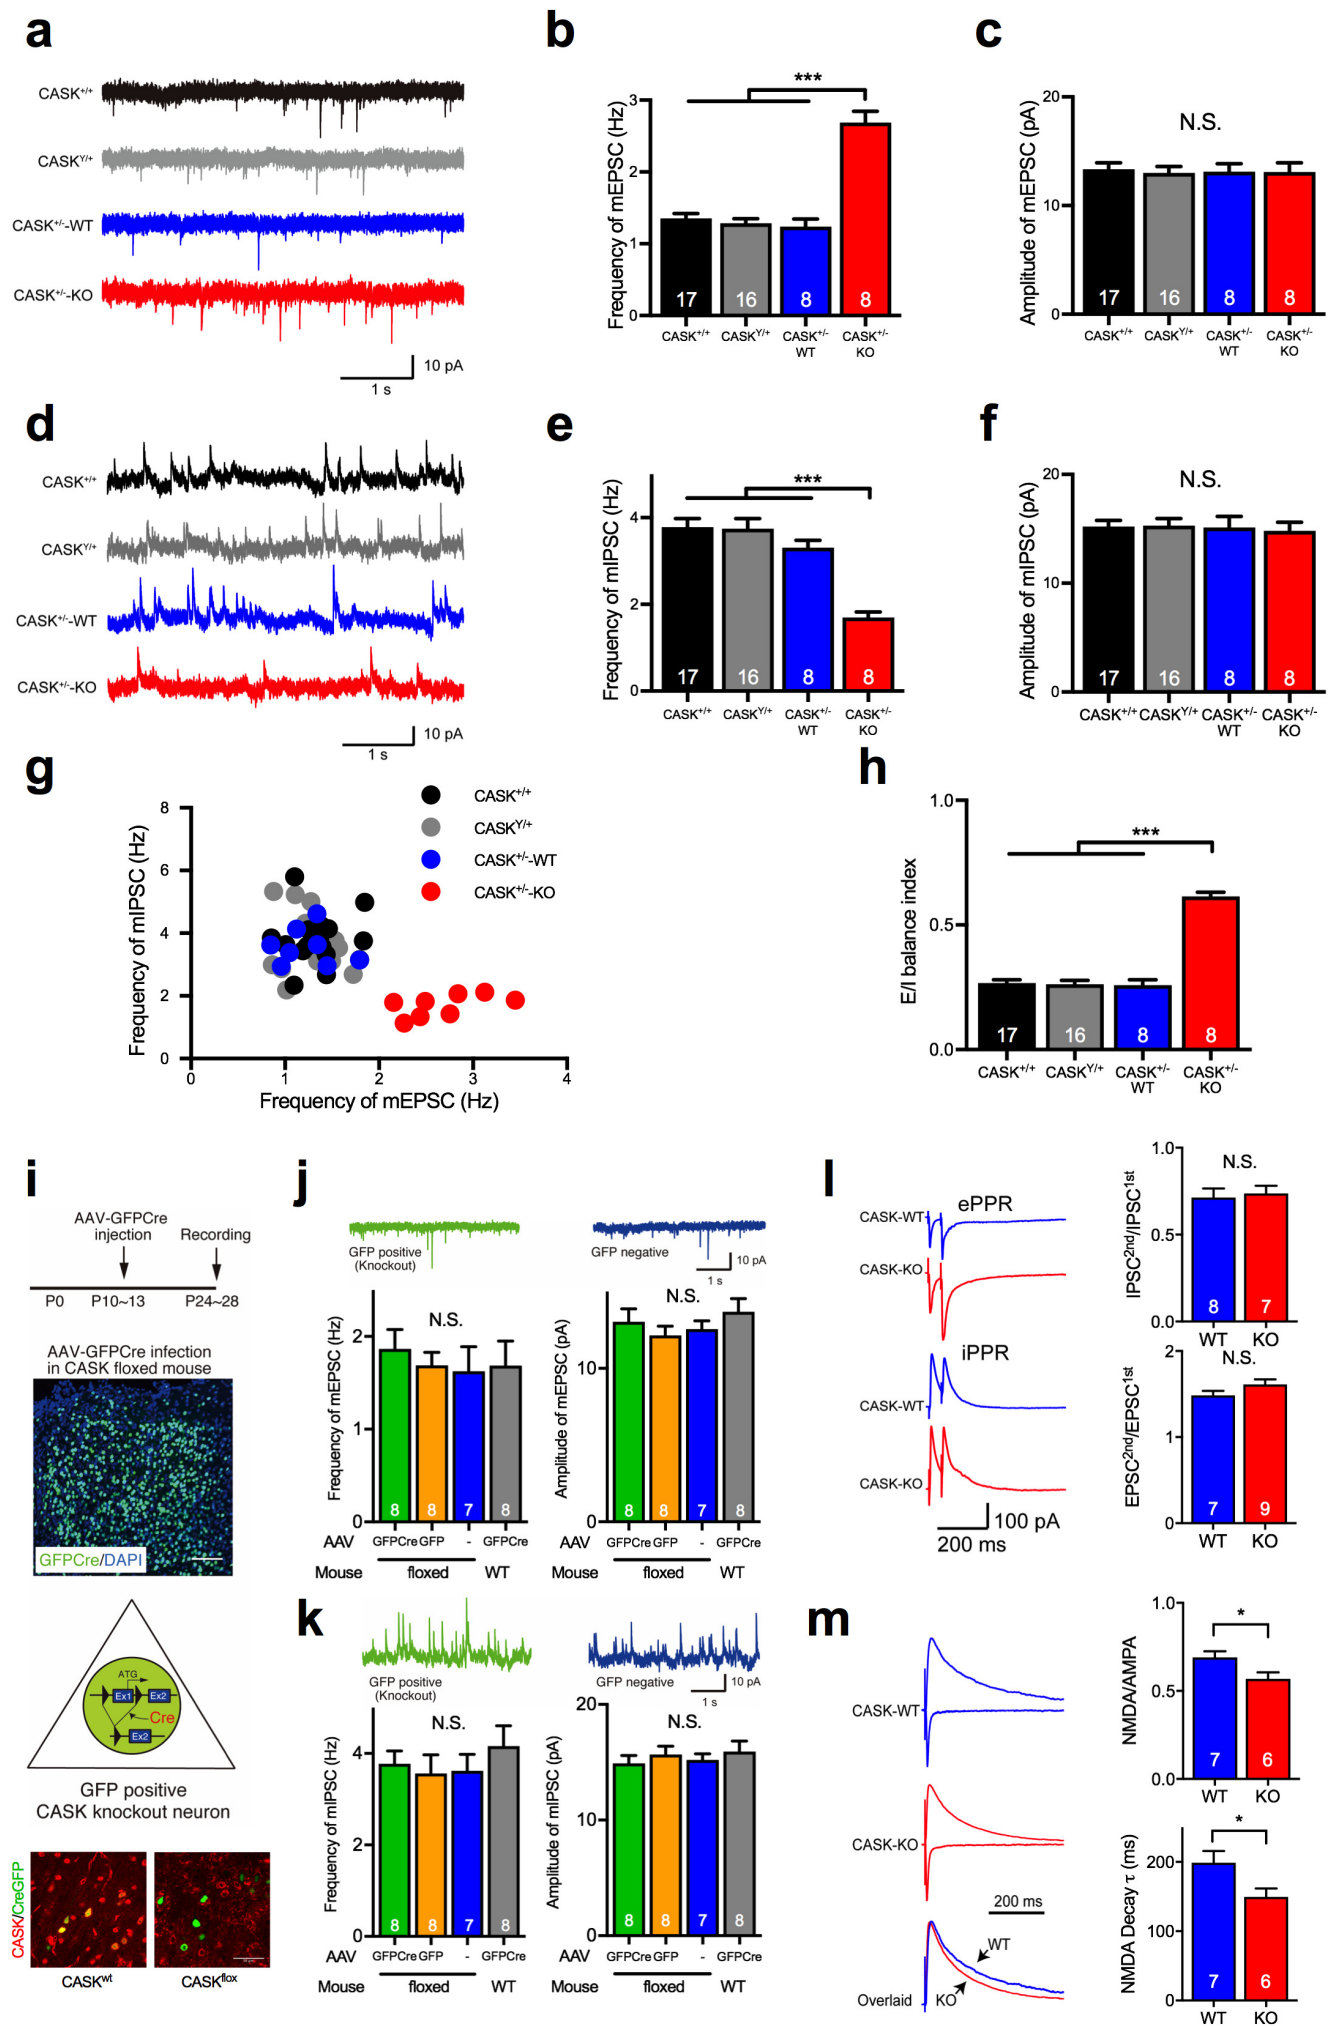 a
CASK+/+
CASKY/+
CASK+/--WT
CASK+/--KO
10 pA
1 s
b
Frequency of mEPSC (Hz)
3
2
1
0
***
17
16
8
8
CASK+/+
CASKY/+
CASK+/-
WT
CASK+/-
KO
c
Amplitude of mEPSC (pA)
20
10
0
N.S.
17
16
8
8
CASK+/+
CASKY/+
CASK+/-
WT
CASK+/-
KO
d
CASK+/+
CASKY/+
CASK+/--WT
CASK+/--KO
10 pA
1 s
e
Frequency of mIPSC (Hz)
4
2
0
***
17
16
8
8
CASK+/+
CASKY/+
CASK+/-
WT
CASK+/-
KO
f
Amplitude of mIPSC (pA)
20
10
0
N.S.
17
16
8
8
CASK+/+
CASKY/+
CASK+/-
WT
CASK+/-
KO
g
Frequency of mIPSC (Hz)
8
6
4
2
0
0
1
2
3
4
Frequency of mEPSC (Hz)
CASK+/+
CASKY/+
CASK+/--WT
CASK+/--KO
h
E/I balance index
1.0
0.5
0.0
***
17
16
8
8
CASK+/+
CASKY/+
CASK+/-
WT
CASK+/-
KO
i
AAV-GFPCre
injection
Recording
P0
P10~13
P24~28
AAV-GFPCre infection
in CASK floxed mouse
GFPCre/DAPI
ATG
Ex1
Ex2
Cre
Ex2
GFP positive
CASK knockout neuron
CASK/CreGFP
CASKwt
CASKflox
j
GFP positive
(Knockout)
GFP negative
10 pA
1 s
Frequency of mEPSC (Hz)
2
1
0
N.S.
8
8
7
8
AAV
GFPCre
GFP
-
GFPCre
Mouse
floxed
WT
Amplitude of mEPSC (pA)
10
0
N.S.
8
8
7
8
AAV
GFPCre
GFP
-
GFPCre
Mouse
floxed
WT
k
GFP positive
(Knockout)
GFP negative
10 pA
1 s
Frequency of mIPSC (Hz)
4
2
0
N.S.
8
8
7
8
AAV
GFPCre
GFP
-
GFPCre
Mouse
floxed
WT
Amplitude of mIPSC (pA)
20
10
0
N.S.
8
8
7
8
AAV
GFPCre
GFP
-
GFPCre
Mouse
floxed
WT
l
ePPR
CASK-WT
CASK-KO
iPPR
CASK-WT
CASK-KO
100 pA
200 ms
IPSC2nd/IPSC1st
1.0
0.5
0.0
N.S.
8
7
WT
KO
EPSC2nd/EPSC1st
2
1
0
N.S.
7
9
WT
KO
m
CASK-WT
CASK-KO
200 ms
WT
Overlaid
KO
NMDA/AMPA
1.0
0.5
0.0
*
7
6
WT
KO
NMDA Decay τ (ms)
200
100
0
*
7
6
WT
KO